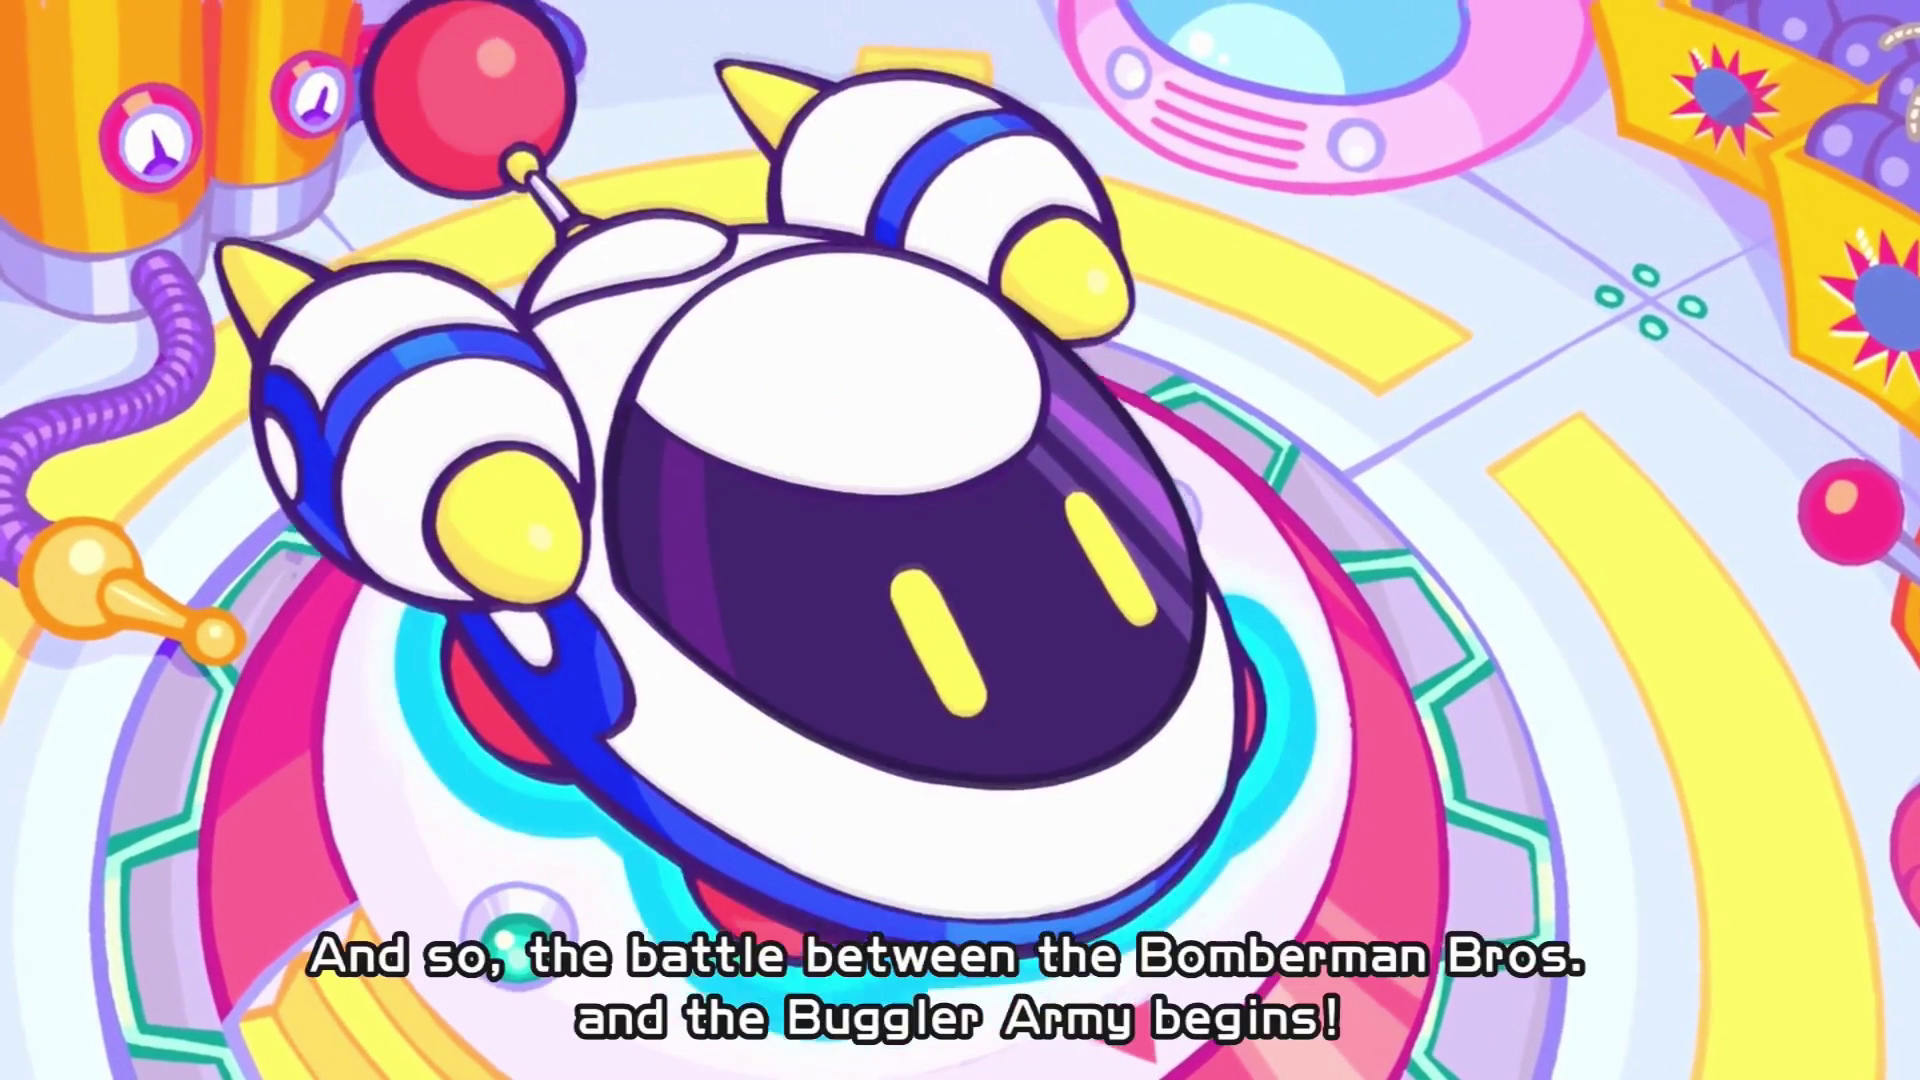 And so, the battle between the Bomberman Bros.
and the Buggler Army begins!